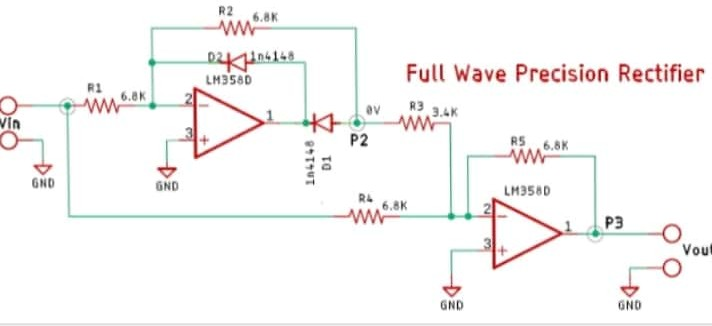 R2
6.8K
D2
1n4148
LM358D
Full Wave Precision Rectifier
R1
6.8K
2
1
3
Vin
GND
GND
1n4148
D1
0V
P2
R3
3.4K
R5
6.8K
LM358D
R4
6.8K
2
1
3
P3
Vout
GND
GND